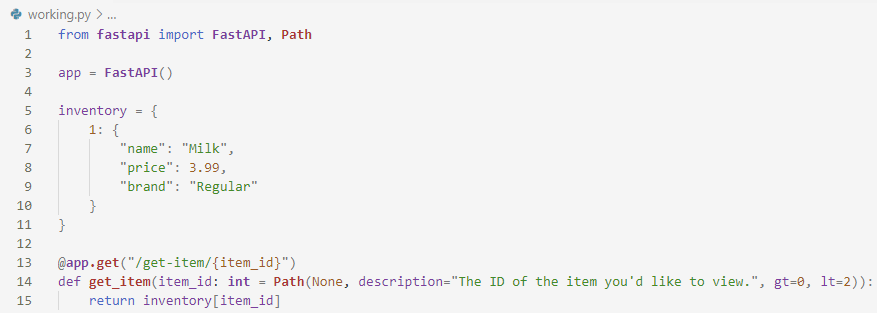 working.py > ...
1 from fastapi import FastAPI, Path
2
3 app = FastAPI()
4
5 inventory = {
6     1: {
7         "name": "Milk",
8         "price": 3.99,
9         "brand": "Regular"
10     }
11 }
12
13 @app.get("/get-item/{item_id}")
14 def get_item(item_id: int = Path(None, description="The ID of the item you'd like to view.", gt=0, lt=2)):
15     return inventory[item_id]